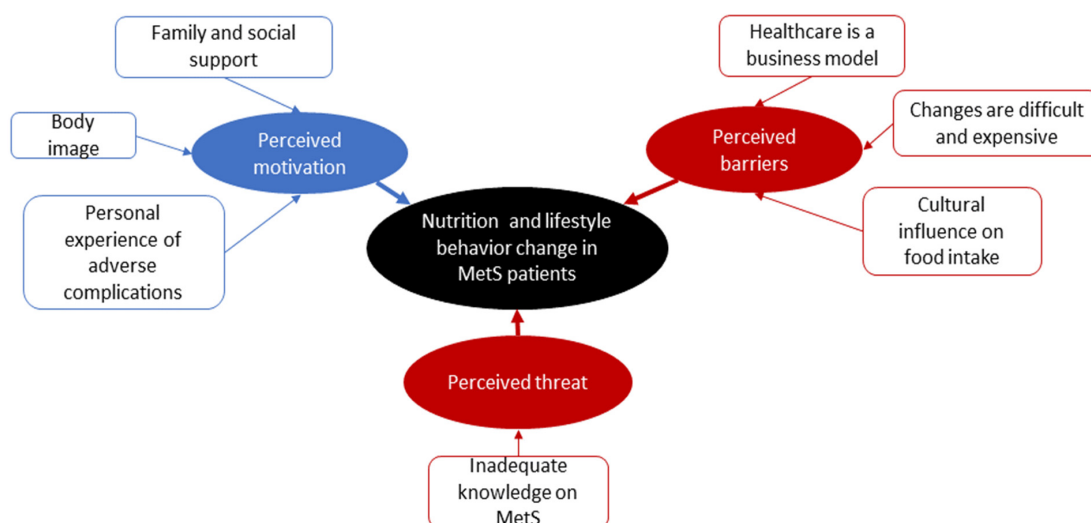 Family and social
support
Body
image
Perceived
motivation
Personal
experience of
adverse
complications
Healthcare is a
business model
Changes are difficult
and expensive
Perceived
barriers
Cultural
influence on
food intake
Nutrition and lifestyle
behavior change in
MetS patients
Perceived threat
Inadequate
knowledge on
MetS